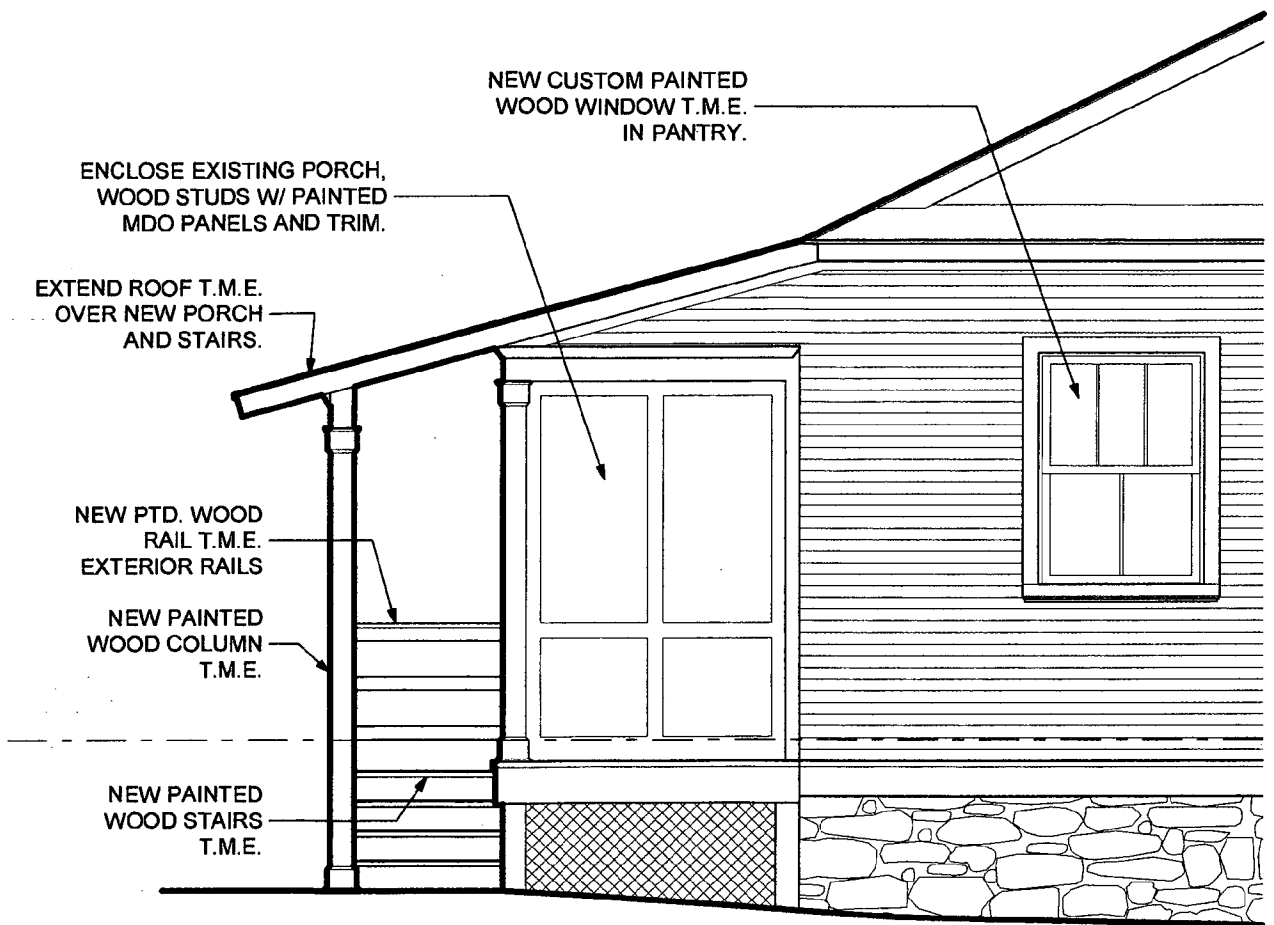 NEW CUSTOM PAINTED
WOOD WINDOW T.M.E.
IN PANTRY.
ENCLOSE EXISTING PORCH,
WOOD STUDS W/ PAINTED
MDO PANELS AND TRIM.
EXTEND ROOF T.M.E.
OVER NEW PORCH
AND STAIRS.
NEW PTD. WOOD
RAIL T.M.E.
EXTERIOR RAILS
NEW PAINTED
WOOD COLUMN
T.M.E.
NEW PAINTED
WOOD STAIRS
T.M.E.